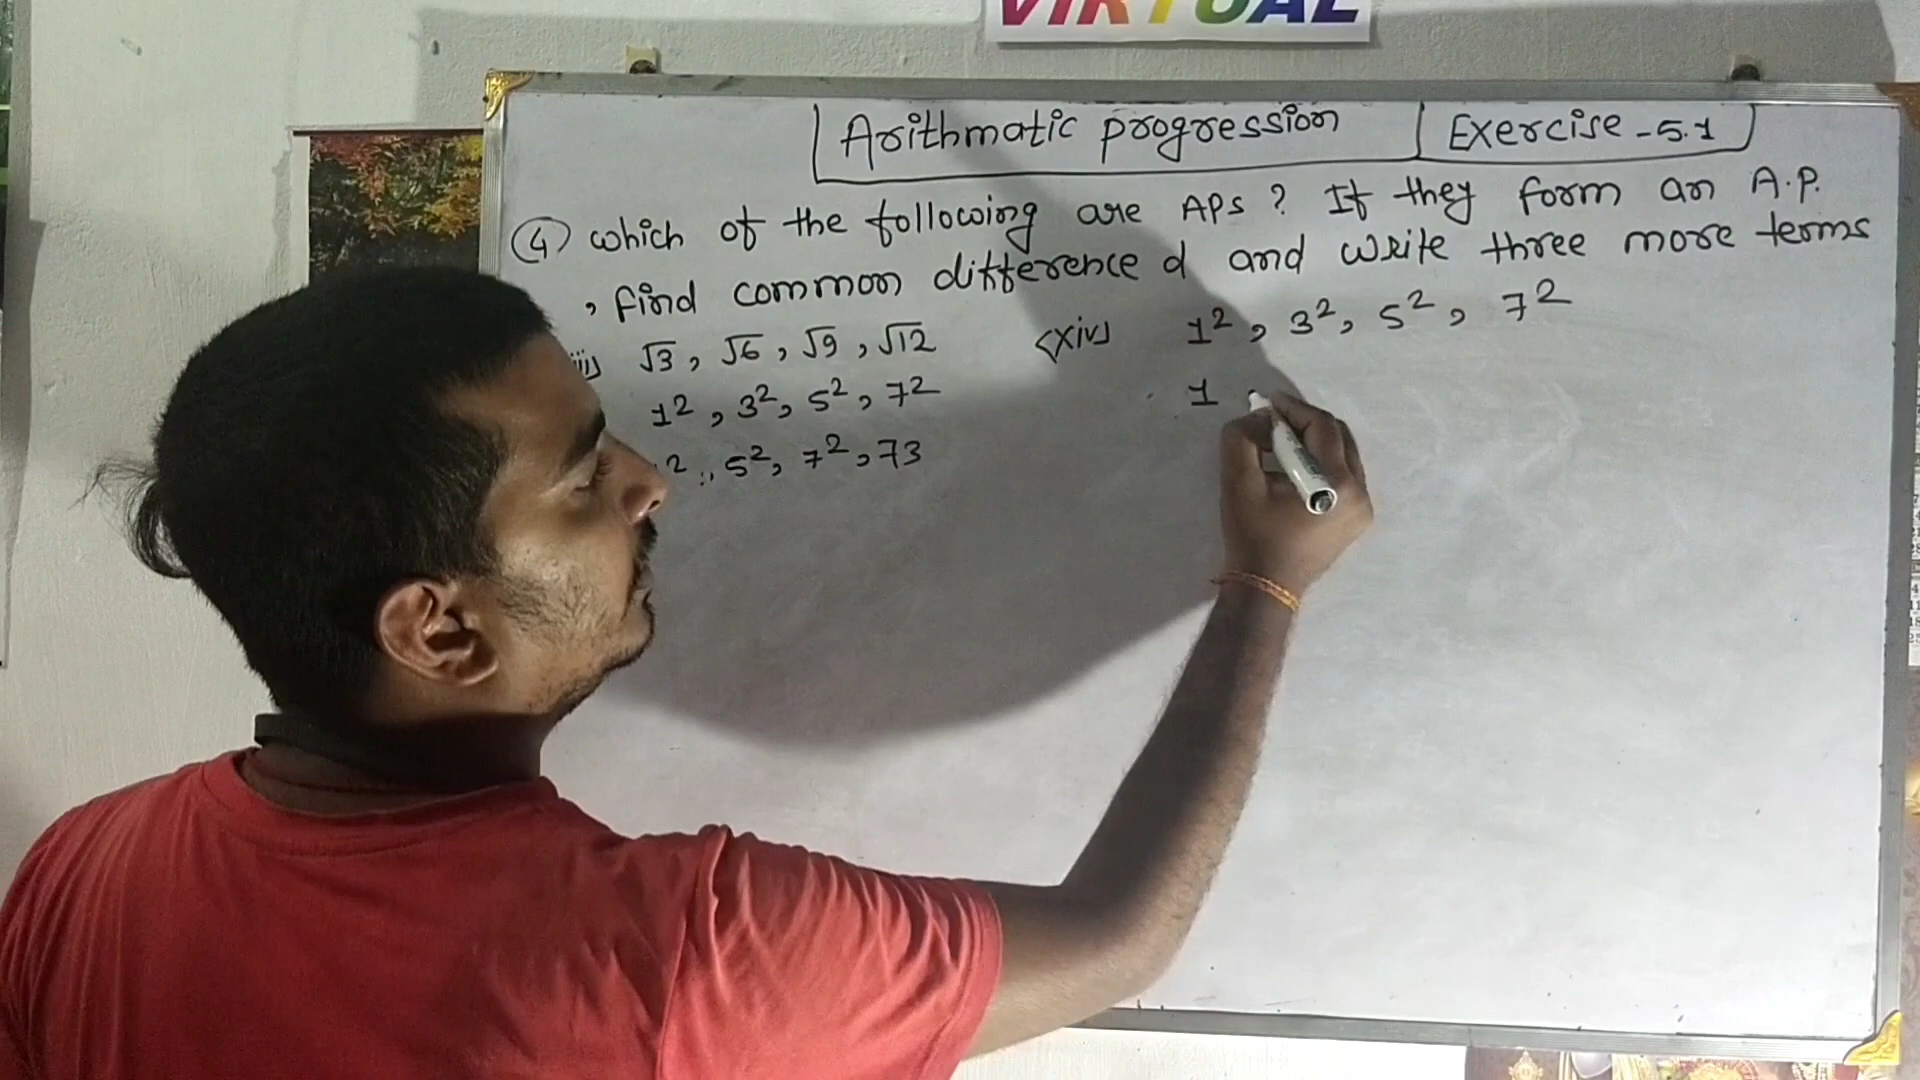 VIRTUAL
Arithmatic progression Exercise-5.1
(4) which of the following are APs ? If they form an A.P.
, find common difference d and write three more terms
iii) √3, √6, √9, √12
1², 3², 5², 7²
², 5², 7², 73
(xiv) 1², 3², 5², 7²
1